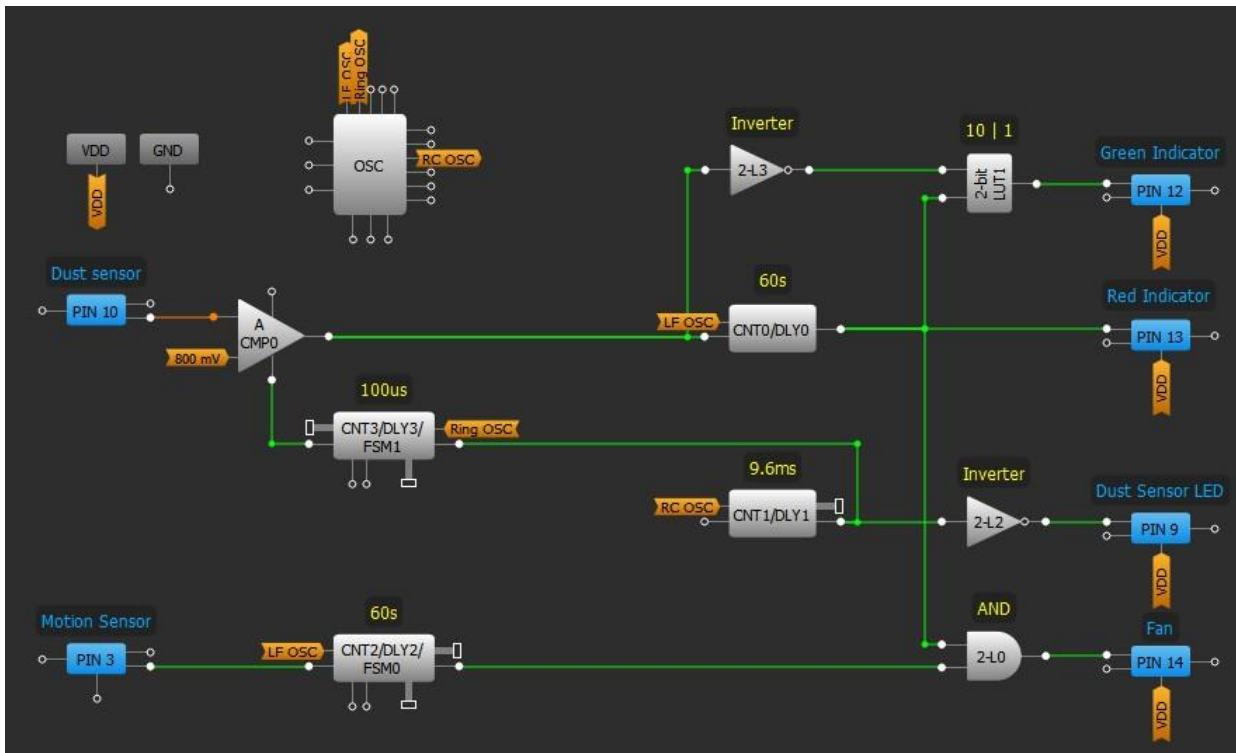 LF OSC
Ring OSC
VDD
GND
VDD
OSC
RC OSC
Inverter
2-L3
10 | 1
2-bit
LUT1
Green Indicator
PIN 12
VDD
Dust sensor
PIN 10
A
CMP0
800 mV
60s
LF OSC
CNT0/DLY0
Red Indicator
PIN 13
VDD
100us
CNT3/DLY3/
FSM1
Ring OSC
9.6ms
RC OSC
CNT1/DLY1
Inverter
2-L2
Dust Sensor LED
PIN 9
VDD
Motion Sensor
PIN 3
60s
LF OSC
CNT2/DLY2/
FSM0
AND
2-L0
Fan
PIN 14
VDD